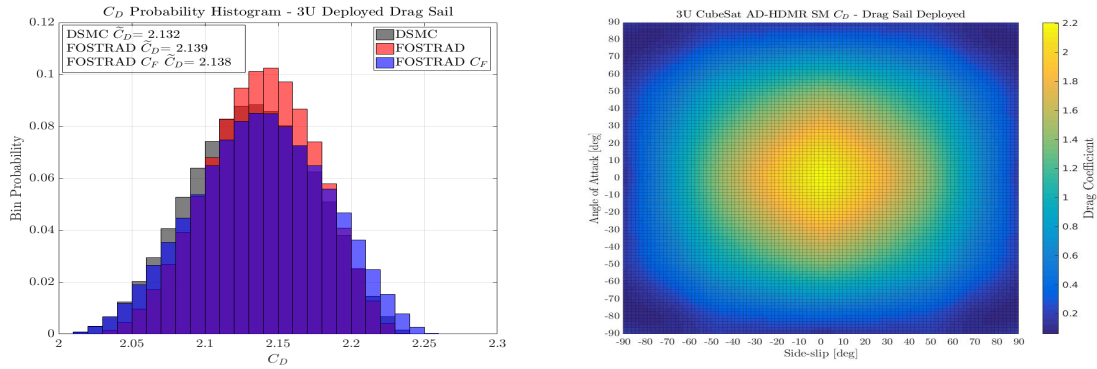 C_D Probability Histogram - 3U Deployed Drag Sail
DSMC C̃_D= 2.132
FOSTRAD C̃_D= 2.139
FOSTRAD C_F C̃_D= 2.138
DSMC
FOSTRAD
FOSTRAD C_F
Bin Probability
0.12
0.1
0.08
0.06
0.04
0.02
0
2 2.05 2.1 2.15 2.2 2.25 2.3
C_D
3U CubeSat AD-HDMR SM C_D - Drag Sail Deployed
Angle of Attack [deg]
90
80
70
60
50
40
30
20
10
0
-10
-20
-30
-40
-50
-60
-70
-80
-90
-90 -80 -70 -60 -50 -40 -30 -20 -10 0 10 20 30 40 50 60 70 80 90
Side-slip [deg]
2.2
2
1.8
1.6
1.4
1.2
1
0.8
0.6
0.4
0.2
Drag Coefficient